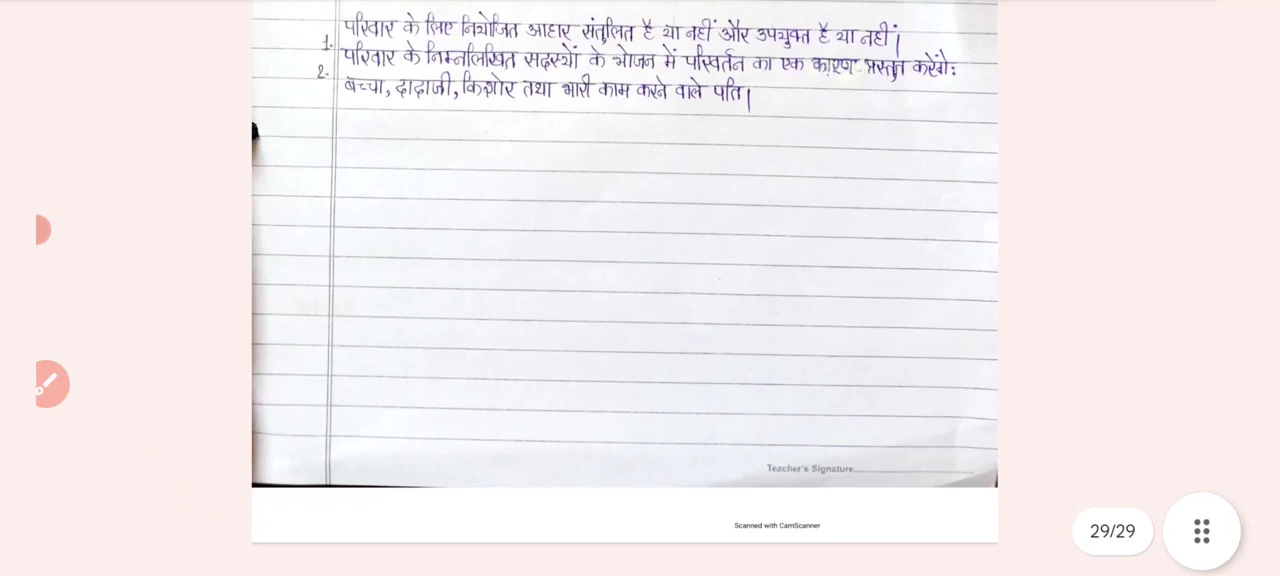 परिवार के लिए नियोजित आहार संतुलित है या नहीं और उपयुक्त है या नहीं।
1. परिवार के निम्नलिखित सदस्यों के भोजन में परिवर्तन का एक कारण प्रस्तुत करेंगे:
2. बच्चा, दादाजी, किशोर तथा भारी काम करने वाले पति।
Teacher's Signature
Scanned with CamScanner
29/29